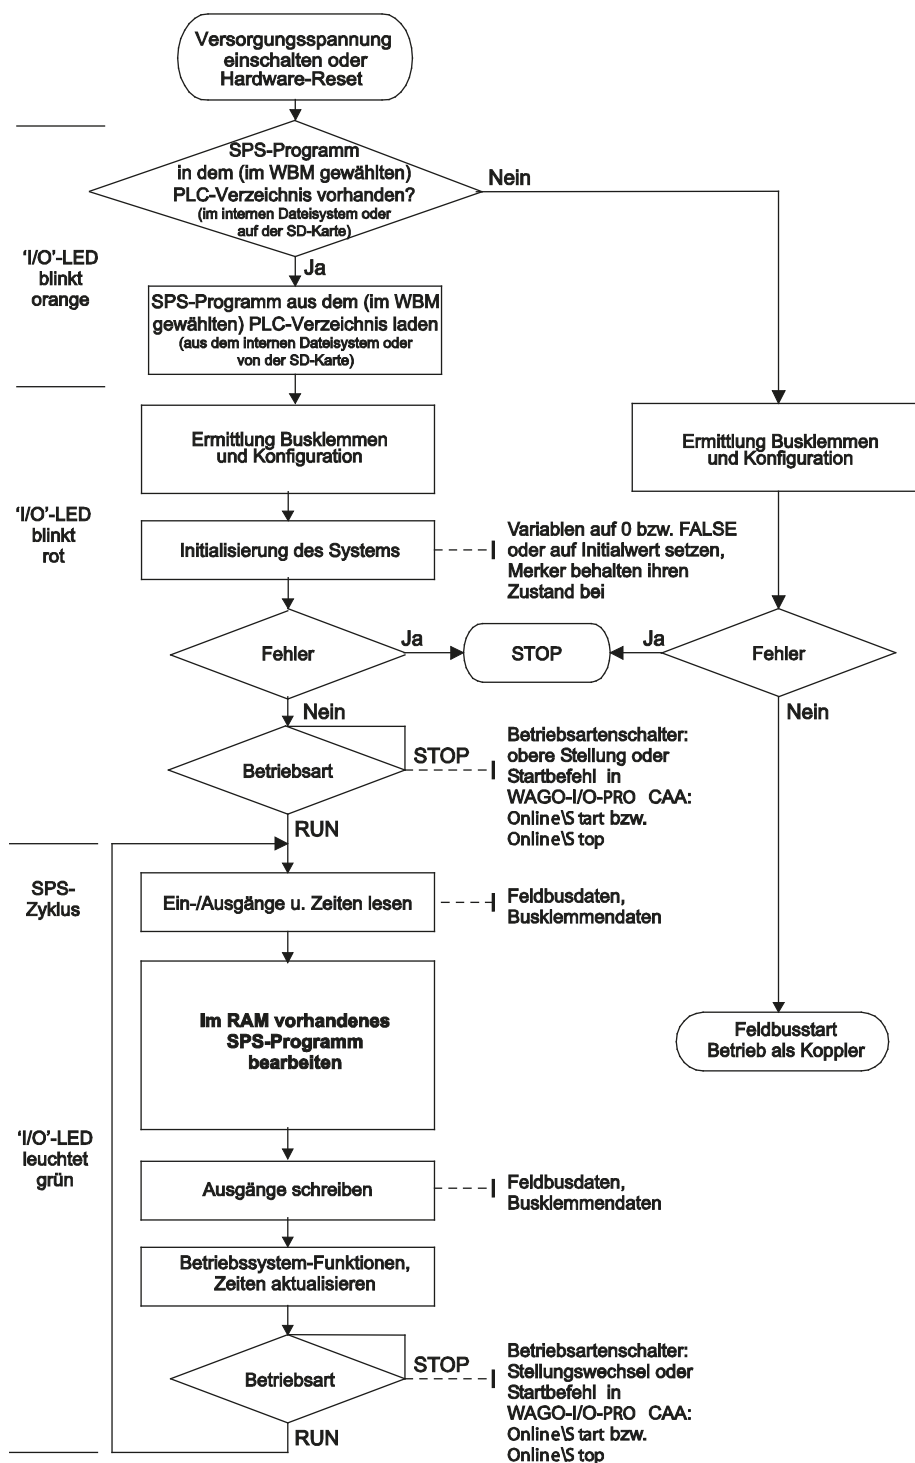 Versorgungsspannung
einschalten oder
Hardware-Reset
SPS-Programm
in dem (im WBM gewählten)
PLC-Verzeichnis vorhanden?
(im internen Dateisystem oder
auf der SD-Karte)
Nein
'I/O'-LED
blinkt
orange
Ja
SPS-Programm aus dem (im WBM
gewählten) PLC-Verzeichnis laden
(aus dem internen Dateisystem oder
von der SD-Karte)
Ermittlung Busklemmen
und Konfiguration
Ermittlung Busklemmen
und Konfiguration
'I/O'-LED
blinkt
rot
Initialisierung des Systems
Variablen auf 0 bzw. FALSE
oder auf Initialwert setzen,
Merker behalten ihren
Zustand bei
Fehler
Ja
STOP
Ja
Fehler
Nein
Nein
Betriebsart
STOP
Betriebsartenschalter:
obere Stellung oder
Startbefehl in
WAGO-I/O-PRO CAA:
Online\Start bzw.
Online\Stop
RUN
SPS-
Zyklus
Ein-/Ausgänge u. Zeiten lesen
Feldbusdaten,
Busklemmendaten
Im RAM vorhandenes
SPS-Programm
bearbeiten
Feldbusstart
Betrieb als Koppler
'I/O'-LED
leuchtet
grün
Ausgänge schreiben
Feldbusdaten,
Busklemmendaten
Betriebssystem-Funktionen,
Zeiten aktualisieren
Betriebsart
STOP
Betriebsartenschalter:
Stellungswechsel oder
Startbefehl in
WAGO-I/O-PRO CAA:
Online\Start bzw.
Online\Stop
RUN